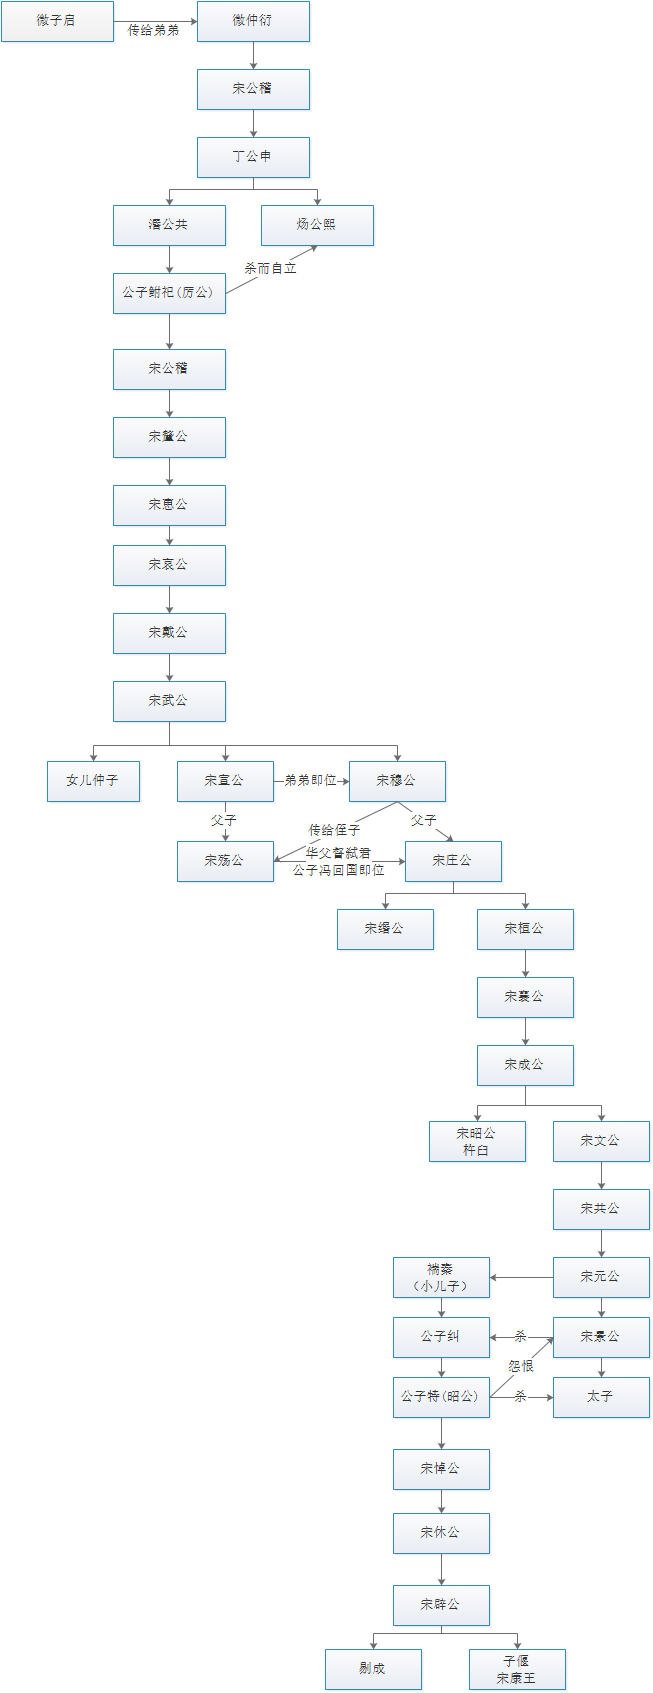 微子启
传给弟弟
微仲衍
宋公稽
丁公申
湣公共
炀公熙
杀而自立
公子鲋祀(厉公)
宋公稽
宋釐公
宋惠公
宋哀公
宋戴公
宋武公
女儿仲子
宋宣公
弟弟即位
宋穆公
父子
传给侄子
父子
宋殇公
华父督弑君
公子冯回国即位
宋庄公
宋缗公
宋桓公
宋襄公
宋成公
宋昭公
杵臼
宋文公
宋共公
褍秦
（小儿子）
宋元公
公子纠
杀
宋景公
怨恨
公子特(昭公)
杀
太子
宋悼公
宋休公
宋辟公
剔成
子偃
宋康王